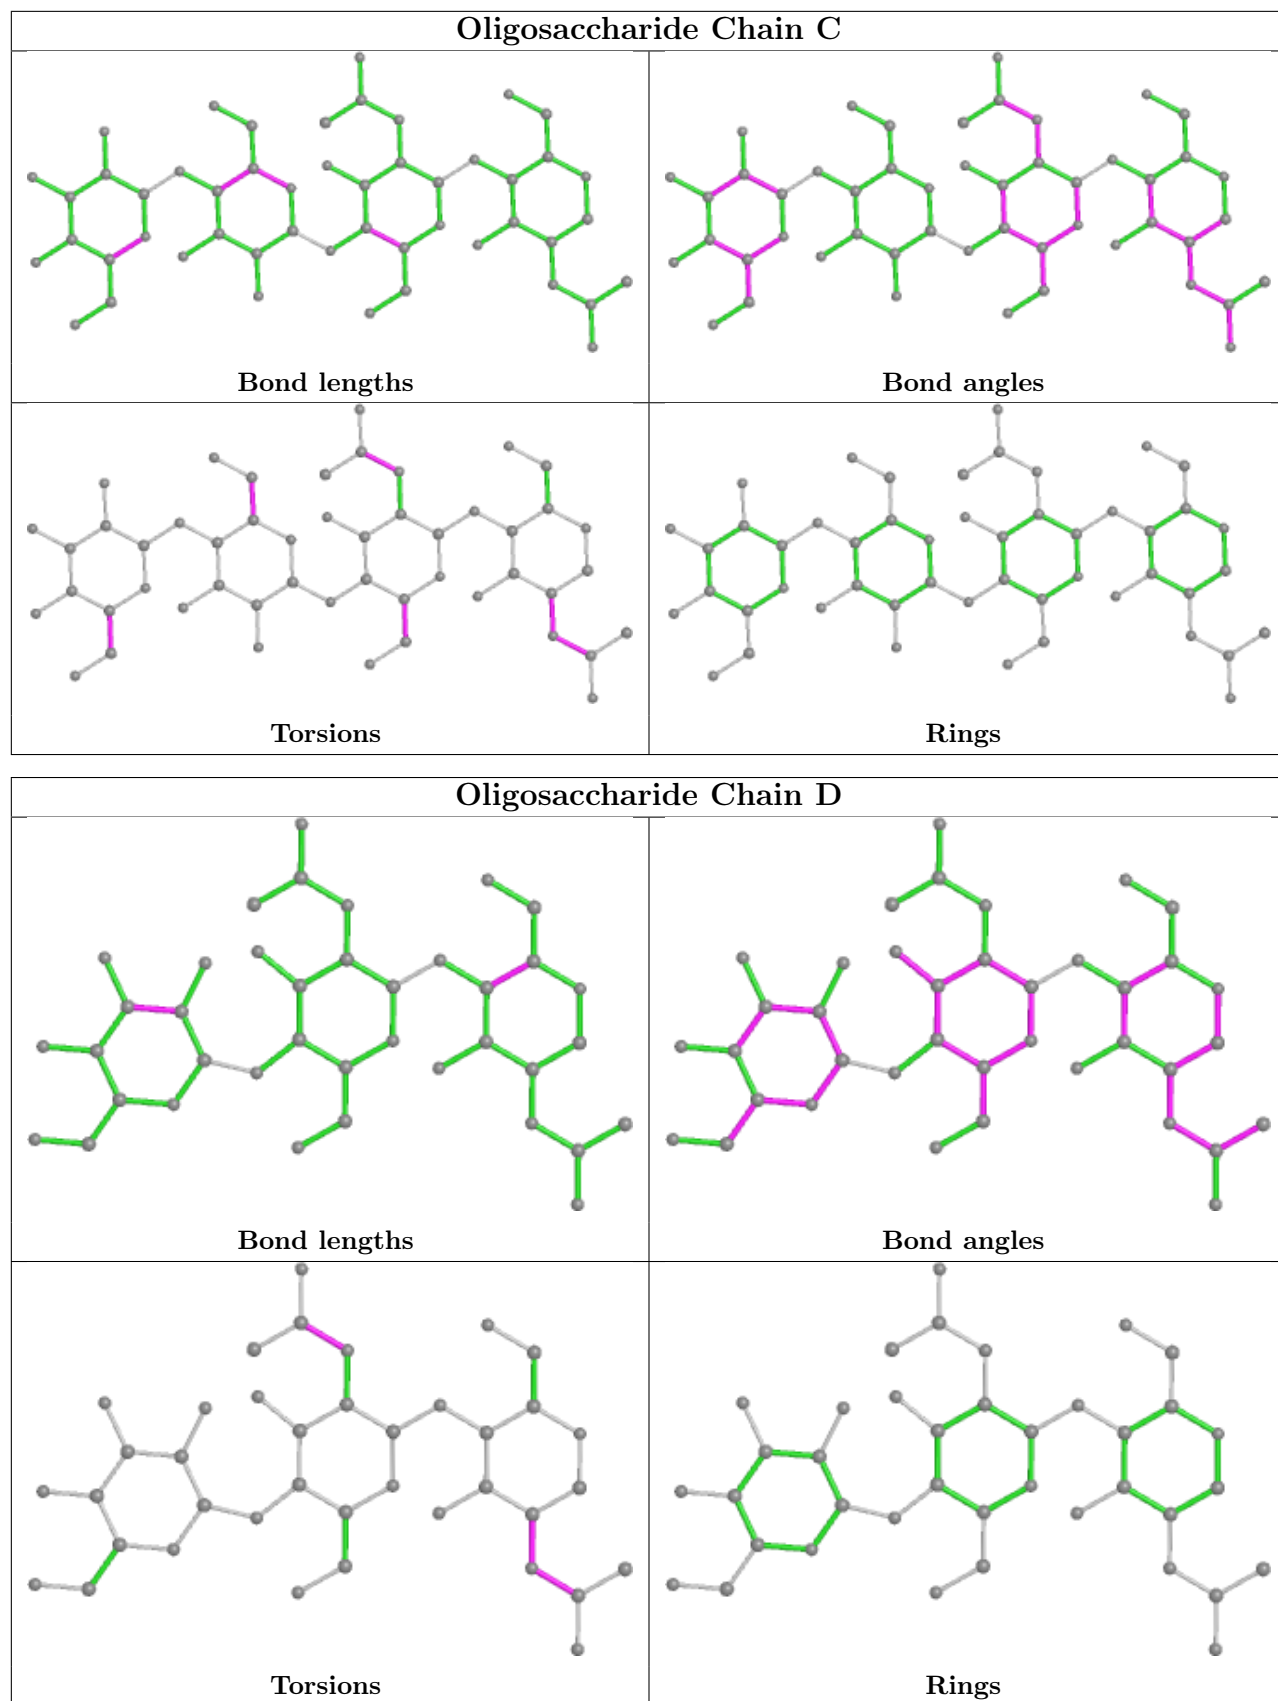 Oligosaccharide Chain C
Bond lengths
Bond angles
Torsions
Rings
Oligosaccharide Chain D
Bond lengths
Bond angles
Torsions
Rings